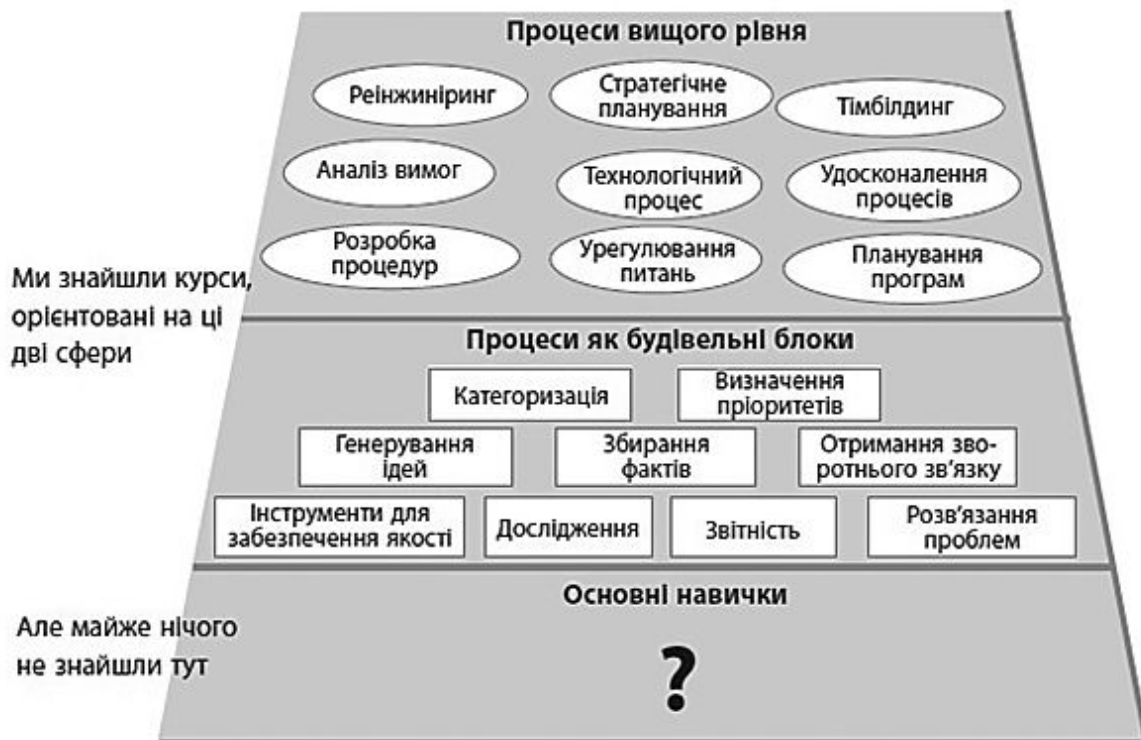 Процеси вищого рівня
Реінжиніринг
Стратегічне
планування
Тімбілдинг
Аналіз вимог
Технологічний
процес
Удосконалення
процесів
Розробка
процедур
Урегулювання
питань
Планування
програм
Ми знайшли курси,
орієнтовані на ці
дві сфери
Процеси як будівельні блоки
Категоризація
Визначення
пріоритетів
Генерування
ідей
Збирання
фактів
Отримання зво-
ротнього зв'язку
Інструменти для
забезпечення якості
Дослідження
Звітність
Розв'язання
проблем
Основні навички
Але майже нічого
не знайшли тут
?